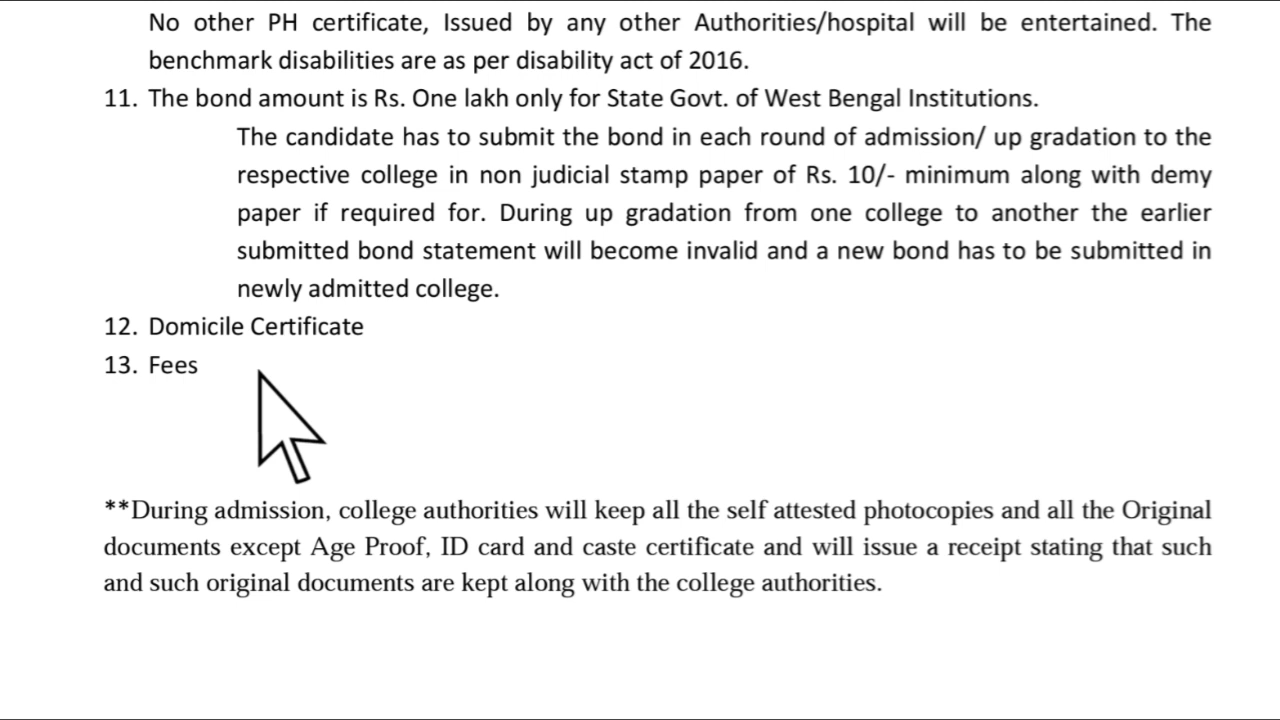 No other PH certificate, Issued by any other Authorities/hospital will be entertained. The
benchmark disabilities are as per disability act of 2016.
11. The bond amount is Rs. One lakh only for State Govt. of West Bengal Institutions.
The candidate has to submit the bond in each round of admission/ up gradation to the
respective college in non judicial stamp paper of Rs. 10/- minimum along with demy
paper if required for. During up gradation from one college to another the earlier
submitted bond statement will become invalid and a new bond has to be submitted in
newly admitted college.
12. Domicile Certificate
13. Fees
**During admission, college authorities will keep all the self attested photocopies and all the Original
documents except Age Proof, ID card and caste certificate and will issue a receipt stating that such
and such original documents are kept along with the college authorities.